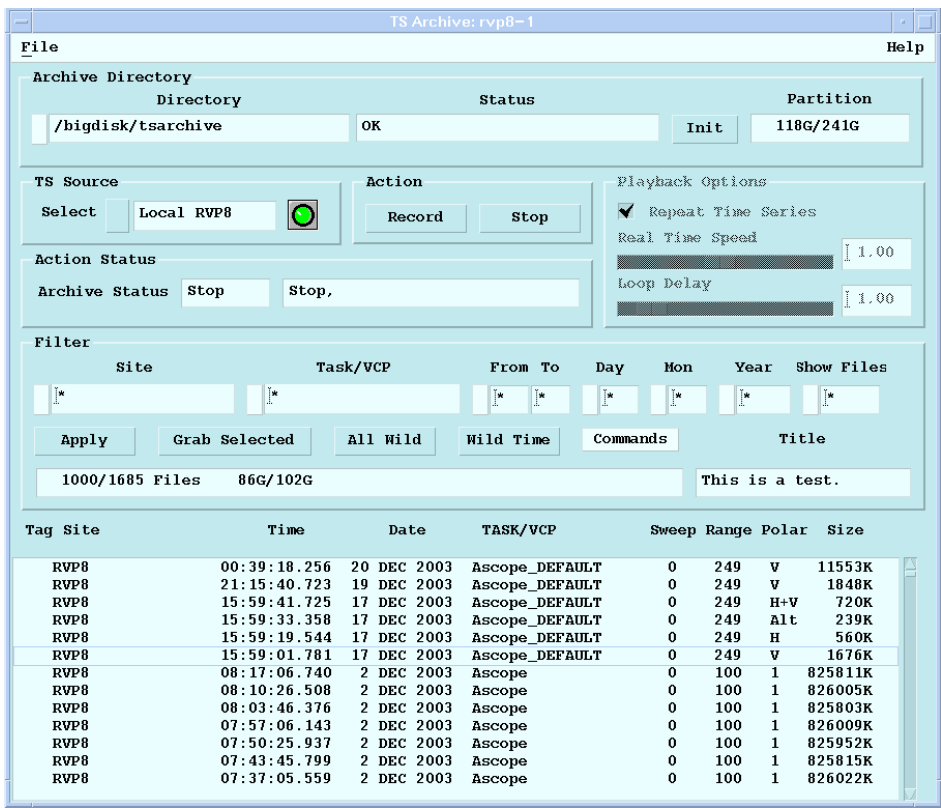 TS Archive: rvp8-1
File Help
Archive Directory
Directory Status Partition
/bigdisk/tsarchive OK Init 118G/241G
TS Source Action Playback Options
Select Local RVP8 Record Stop Repeat Time Series
Real Time Speed
1.00
Action Status
Archive Status Stop Stop,
Loop Delay
1.00
Filter
Site Task/VCP From To Day Mon Year Show Files
* * * * * * * *
Apply Grab Selected All Wild Wild Time Commands Title
1000/1685 Files 86G/102G This is a test.
Tag Site Time Date TASK/VCP Sweep Range Polar Size
RVP8 00:39:18.256 20 DEC 2003 Ascope_DEFAULT 0 249 V 11553K
RVP8 21:15:40.723 19 DEC 2003 Ascope_DEFAULT 0 249 V 1848K
RVP8 15:59:41.725 17 DEC 2003 Ascope_DEFAULT 0 249 H+V 720K
RVP8 15:59:33.358 17 DEC 2003 Ascope_DEFAULT 0 249 Alt 239K
RVP8 15:59:19.544 17 DEC 2003 Ascope_DEFAULT 0 249 H 560K
RVP8 15:59:01.781 17 DEC 2003 Ascope_DEFAULT 0 249 V 1676K
RVP8 08:17:06.740 2 DEC 2003 Ascope 0 100 1 825811K
RVP8 08:10:26.508 2 DEC 2003 Ascope 0 100 1 826005K
RVP8 08:03:46.376 2 DEC 2003 Ascope 0 100 1 825803K
RVP8 07:57:06.143 2 DEC 2003 Ascope 0 100 1 826009K
RVP8 07:50:25.937 2 DEC 2003 Ascope 0 100 1 825952K
RVP8 07:43:45.799 2 DEC 2003 Ascope 0 100 1 825815K
RVP8 07:37:05.559 2 DEC 2003 Ascope 0 100 1 826022K